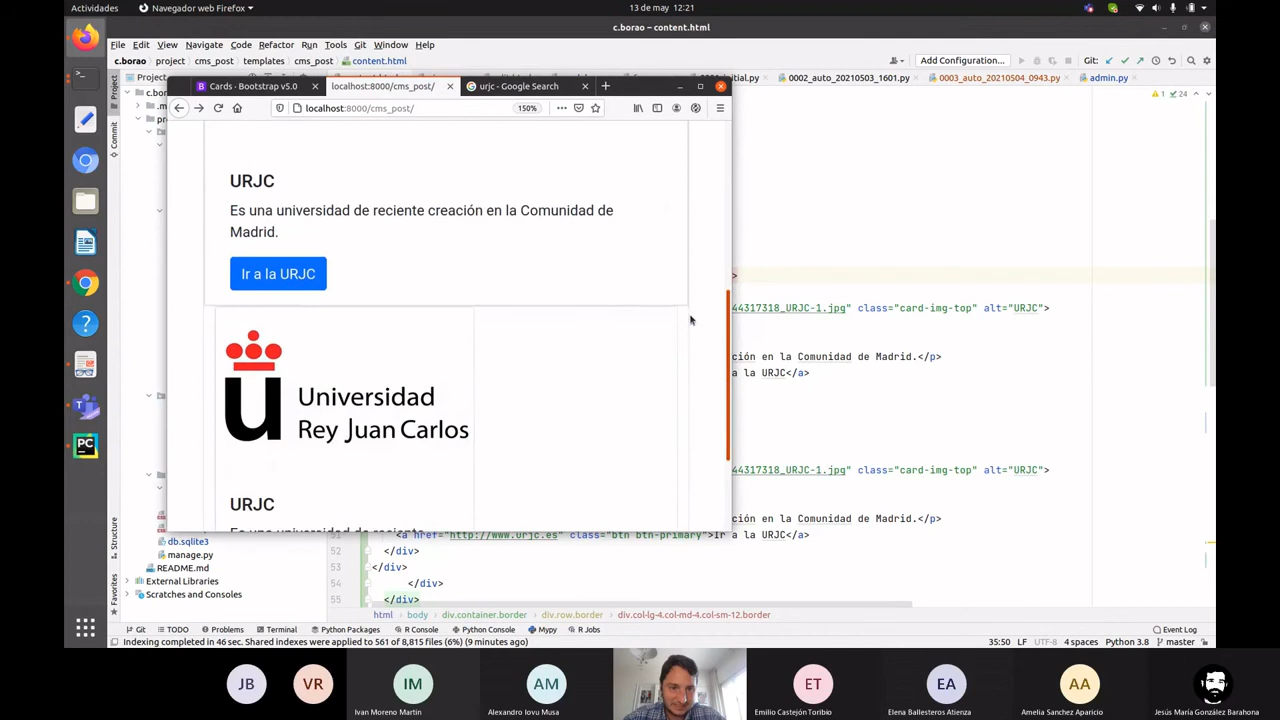 Actividades
Navegador web Firefox
13 de may 12:21
c.borao – content.html
File Edit View Navigate Code Refactor Run Tools Git Window Help
c.borao project cms_post templates cms_post content.html
Add Configuration...
Git:
Project
0002_auto_20210503_1601.py
0003_auto_20210504_0943.py
admin.py
Cards · Bootstrap v5.0
localhost:8000/cms_post/
urjc - Google Search
localhost:8000/cms_post/
150%
1 24
Project
Commit
URJC
Es una universidad de reciente creación en la Comunidad de
Madrid.
Ir a la URJC
44317318_URJC-1.jpg" class="card-img-top" alt="URJC">
ción en la Comunidad de Madrid.</p>
a la URJC</a>
Universidad
Rey Juan Carlos
URJC
44317318_URJC-1.jpg" class="card-img-top" alt="URJC">
ción en la Comunidad de Madrid.</p>
<a href="http://www.urjc.es" class="btn btn-primary">Ir a la URJC</a>
52 </div>
53 </div>
54 </div>
55 </div>
db.sqlite3
manage.py
README.md
External Libraries
Scratches and Consoles
Structure
Favorites
html body div.container.border div.row.border div.col-lg-4.col-md-4.col-sm-12.border
Git TODO Problems Terminal Python Packages R Console Python Console Mypy R Jobs Event Log
Indexing completed in 46 sec. Shared indexes were applied to 561 of 8,815 files (6%) (9 minutes ago)
35:50 LF UTF-8 4 spaces Python 3.8 master
JB
VR
IM
Ivan Moreno Martin
AM
Alexandro Iovu Musa
ET
Emilio Castejón Toribio
EA
Elena Ballesteros Atienza
AA
Amelia Sanchez Aparicio
Jesús María González Barahona